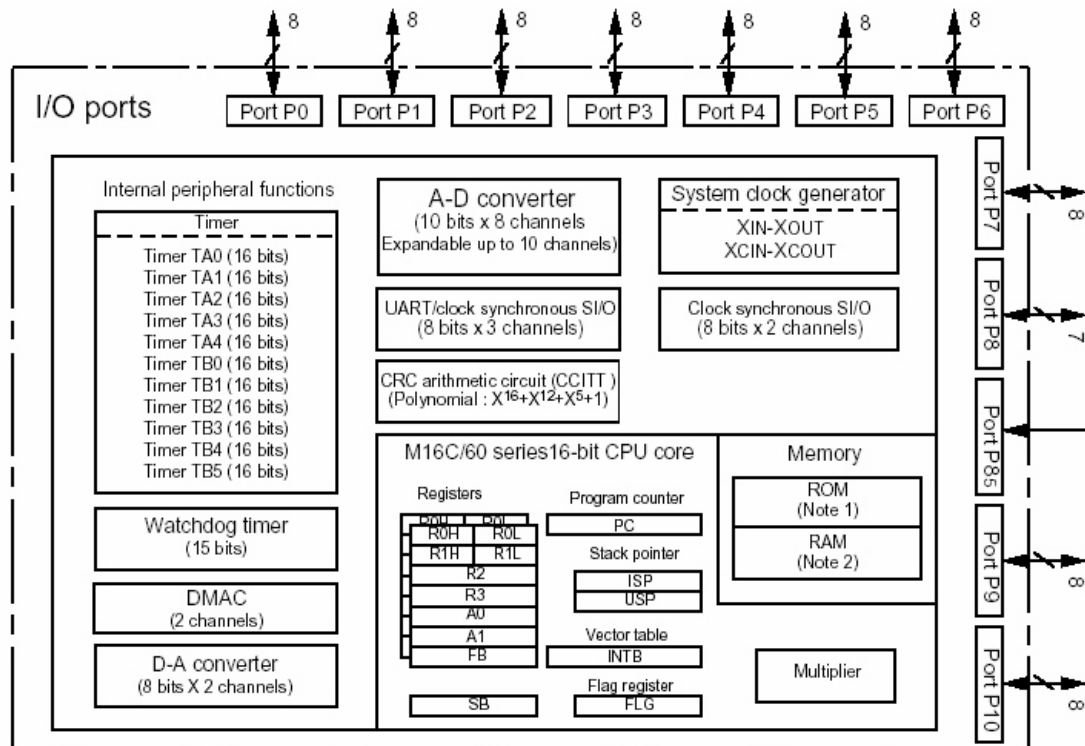 8 8 8 8 8 8 8
I/O ports
Port P0 Port P1 Port P2 Port P3 Port P4 Port P5 Port P6
Port P7
8
Port P8
7
Port P85
Port P9
8
Port P10
8
Internal peripheral functions
Timer
Timer TA0 (16 bits)
Timer TA1 (16 bits)
Timer TA2 (16 bits)
Timer TA3 (16 bits)
Timer TA4 (16 bits)
Timer TB0 (16 bits)
Timer TB1 (16 bits)
Timer TB2 (16 bits)
Timer TB3 (16 bits)
Timer TB4 (16 bits)
Timer TB5 (16 bits)
Watchdog timer
(15 bits)
DMAC
(2 channels)
D-A converter
(8 bits X 2 channels)
A-D converter
(10 bits x 8 channels
Expandable up to 10 channels)
UART/clock synchronous SI/O
(8 bits x 3 channels)
CRC arithmetic circuit (CCITT )
(Polynomial : X16+X12+X5+1)
System clock generator
XIN-XOUT
XCIN-XCOUT
Clock synchronous SI/O
(8 bits x 2 channels)
M16C/60 series16-bit CPU core
Registers
R0H R0L
R0H R0L
R1H R1L
R2
R3
A0
A1
FB
SB
Program counter
PC
Stack pointer
ISP
USP
Vector table
INTB
Flag register
FLG
Memory
ROM
(Note 1)
RAM
(Note 2)
Multiplier